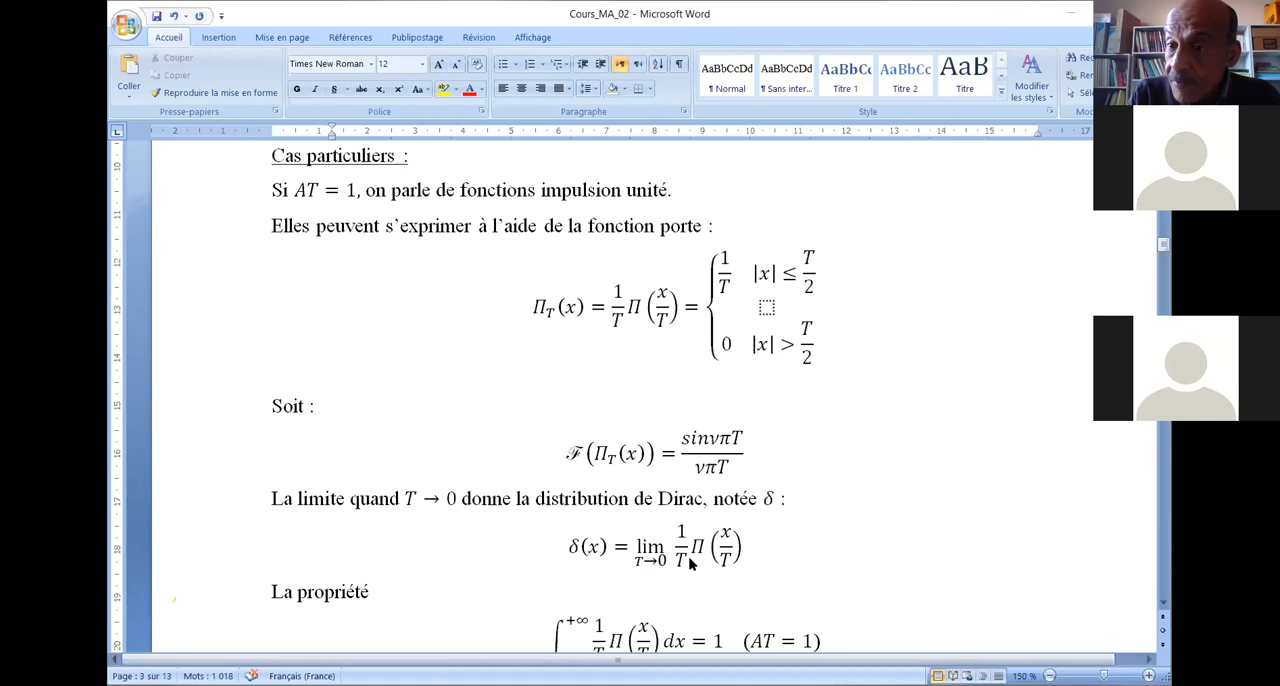 Cours_MA_02 - Microsoft Word
Accueil Insertion Mise en page Références Publipostage Révision Affichage
Coller
Couper
Copier
Reproduire la mise en forme
Presse-papiers
Times New Roman 12
G I S abc x₂ x² Aa
Police
Paragraphe
AaBbCcDd AaBbCcDd AaBbC AaBbCc AaB
¶ Normal ¶ Sans inter... Titre 1 Titre 2 Titre
Modifier les styles
Style
Cas particuliers :
Si AT = 1, on parle de fonctions impulsion unité.
Elles peuvent s'exprimer à l'aide de la fonction porte :
Π_T(x) = 1/T Π(x/T) = { 1/T |x| ≤ T/2
0 |x| > T/2
Soit :
ℱ(Π_T(x)) = sinνπT / νπT
La limite quand T → 0 donne la distribution de Dirac, notée δ :
δ(x) = lim_{T→0} 1/T Π(x/T)
La propriété
∫^{+∞} 1/T Π(x/T) dx = 1 (AT = 1)
Page : 3 sur 13 Mots : 1 018 Français (France) 150 %